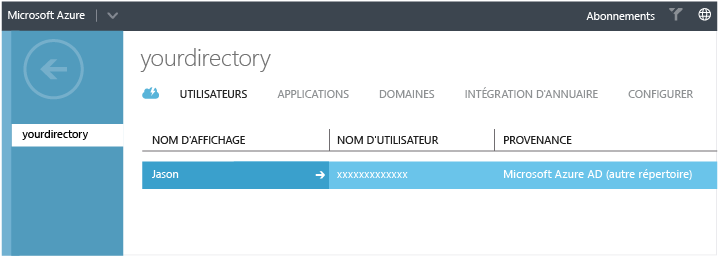 Microsoft Azure
Abonnements
yourdirectory
UTILISATEURS APPLICATIONS DOMAINES INTÉGRATION D'ANNUAIRE CONFIGURER
yourdirectory
NOM D'AFFICHAGE NOM D'UTILISATEUR PROVENANCE
Jason xxxxxxxxxxxxx Microsoft Azure AD (autre répertoire)